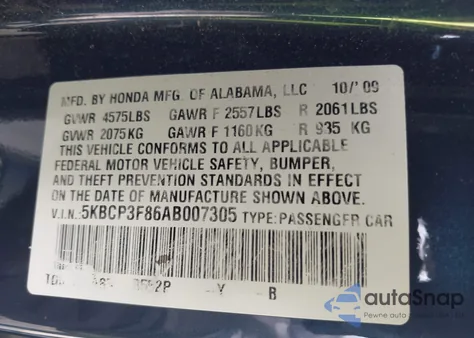 MFD. BY HONDA MFG. OF ALABAMA, LLC 10/'09
GVWR 4575LBS GAWR F 2557LBS R 2061LBS
GVWR 2075KG GAWR F 1160KG R 935 KG
THIS VEHICLE CONFORMS TO ALL APPLICABLE
FEDERAL MOTOR VEHICLE SAFETY, BUMPER,
AND THEFT PREVENTION STANDARDS IN EFFECT
ON THE DATE OF MANUFACTURE SHOWN ABOVE.
V.I.N.:5KBCP3F86AB007305 TYPE:PASSENGER CAR
Y B
autoSnap
Pewne auto